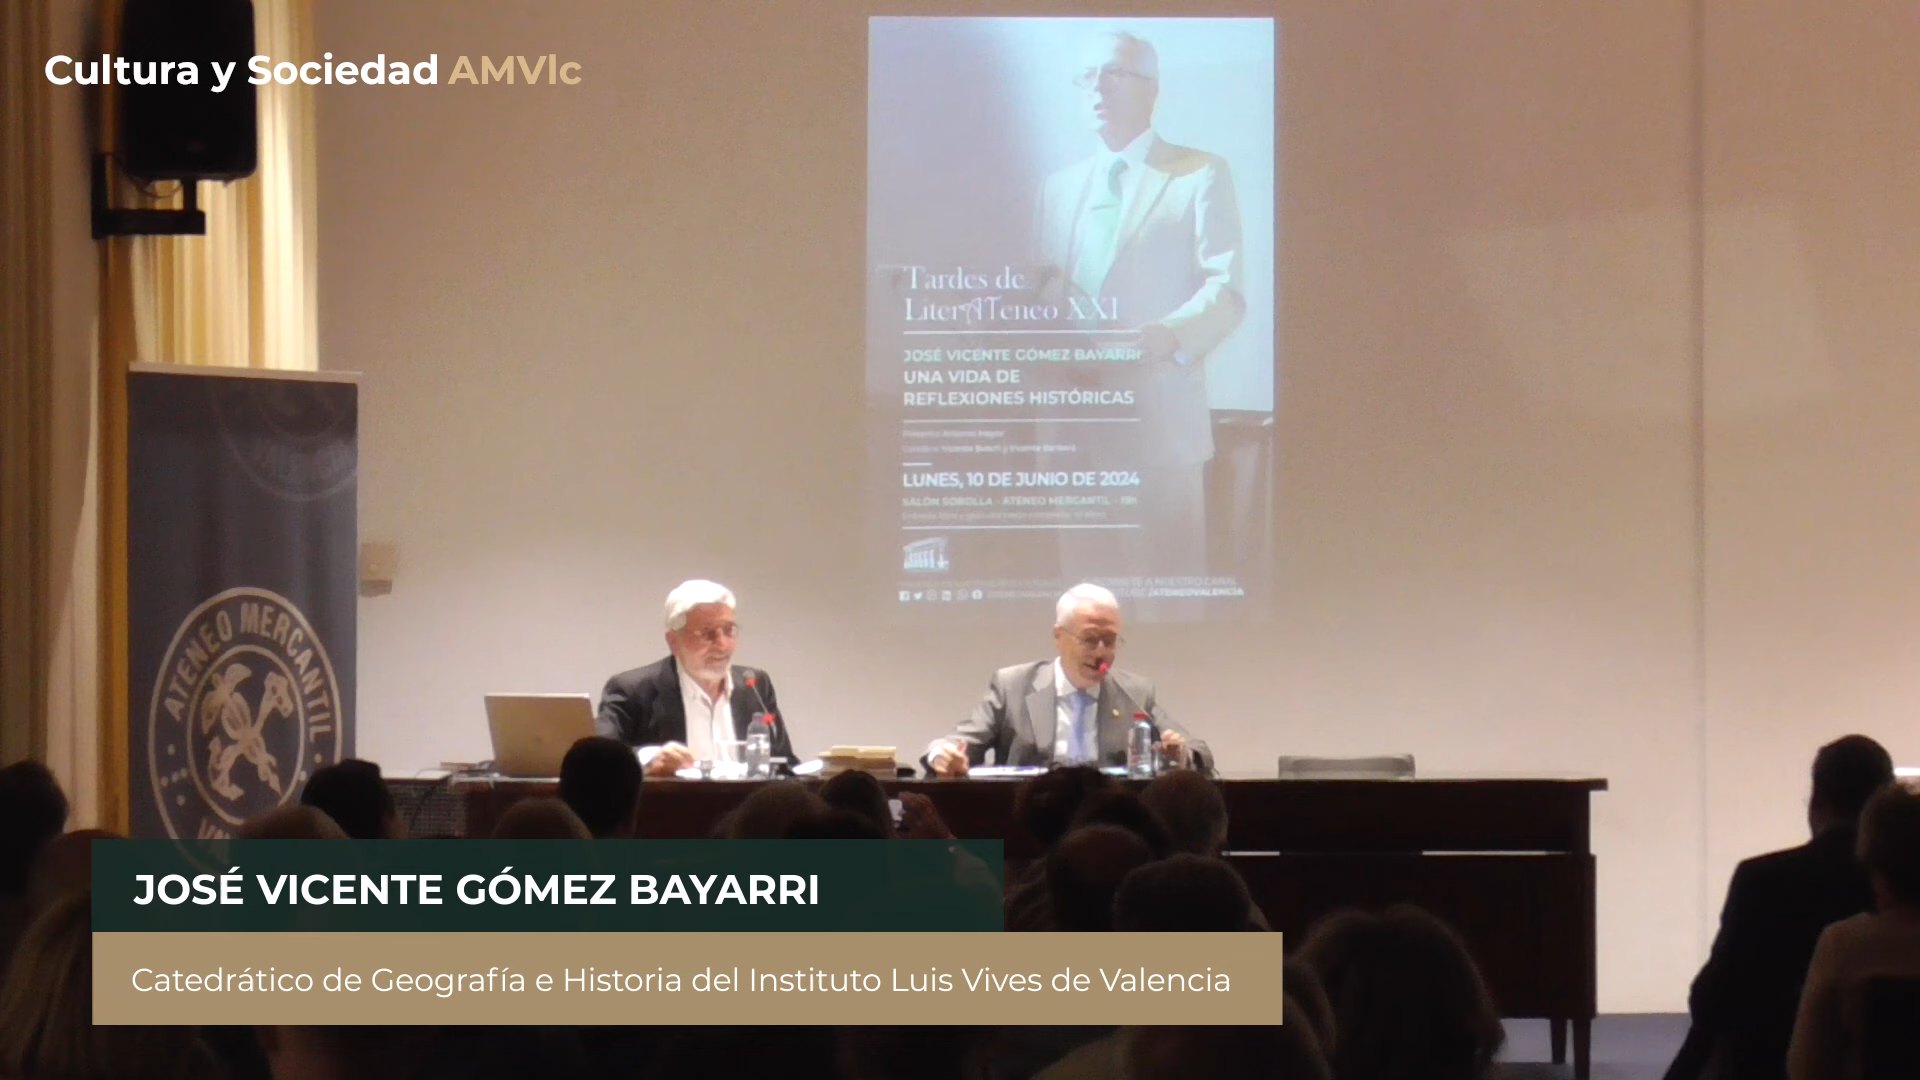 Cultura y Sociedad AMVlc
Tardes de
LiterATeneo XXI
JOSÉ VICENTE GÓMEZ BAYARRI
UNA VIDA DE
REFLEXIONES HISTÓRICAS
LUNES, 10 DE JUNIO DE 2024
SALÓN SOROLLA - ATENEO MERCANTIL - 19h
ATENEO MERCANTIL
JOSÉ VICENTE GÓMEZ BAYARRI
Catedrático de Geografía e Historia del Instituto Luis Vives de Valencia